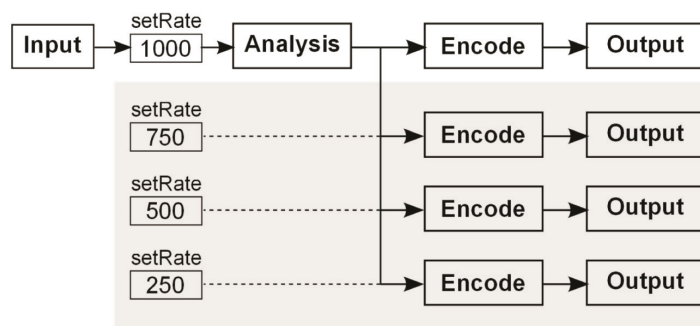 setRate
Input 1000 Analysis Encode Output
setRate
750 Encode Output
setRate
500 Encode Output
setRate
250 Encode Output